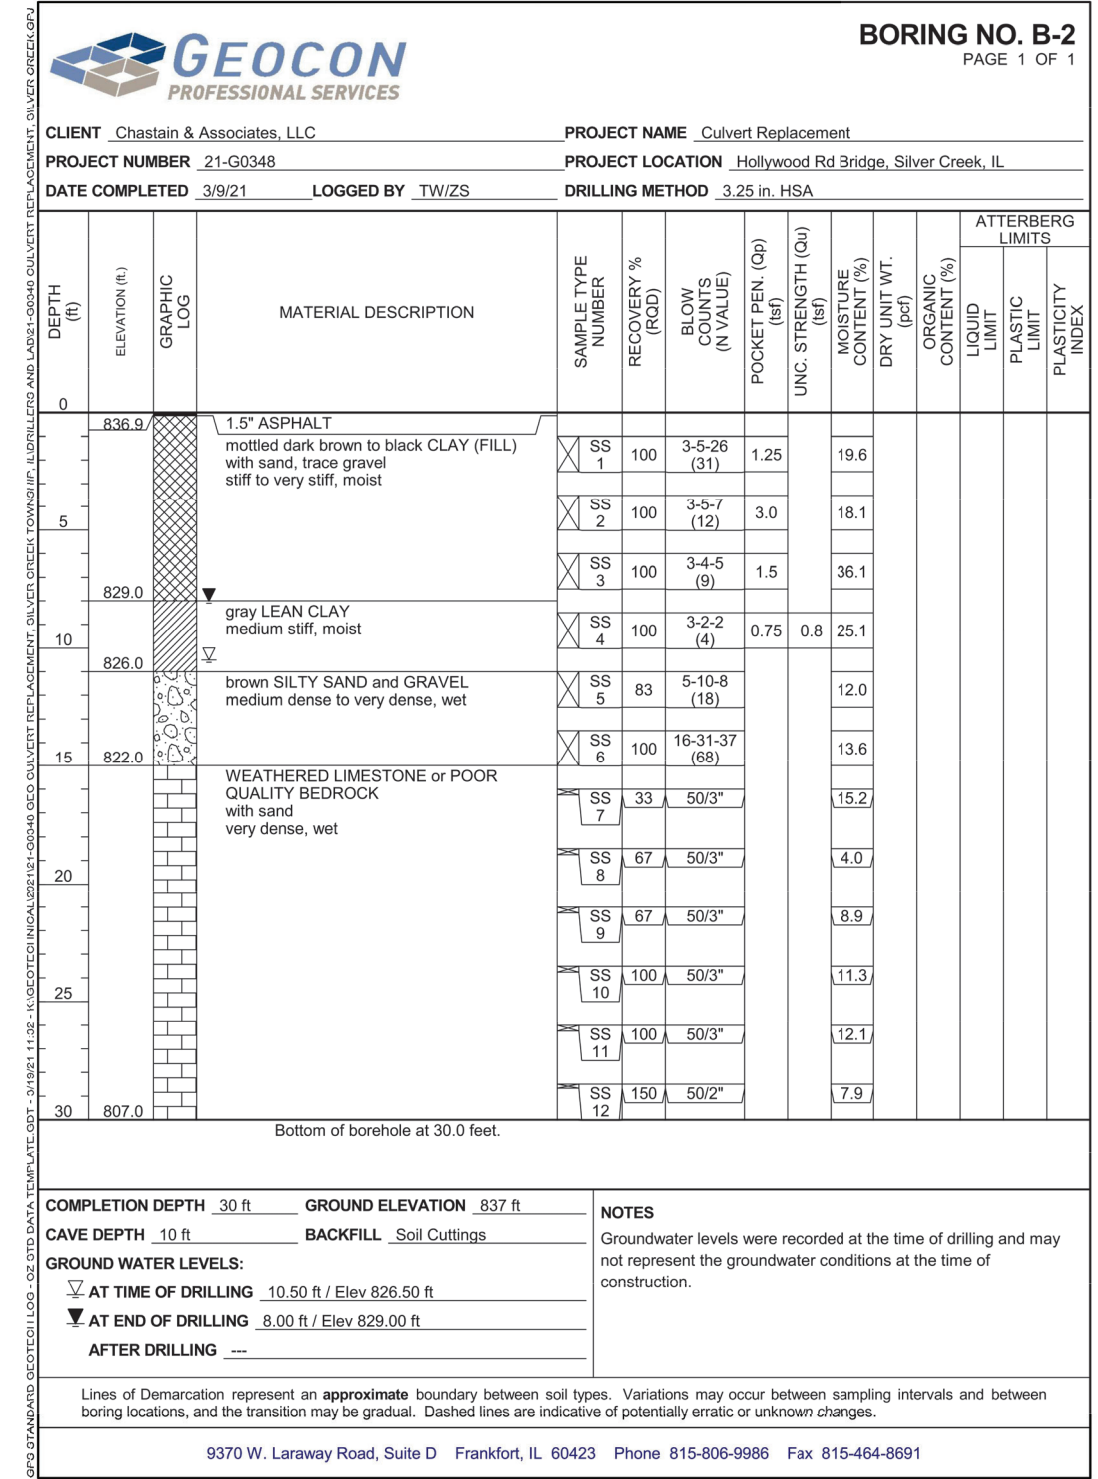 GEOCON
PROFESSIONAL SERVICES
BORING NO. B-2
PAGE 1 OF 1
CLIENT Chastain & Associates, LLC
PROJECT NAME Culvert Replacement
PROJECT NUMBER 21-G0348
PROJECT LOCATION Hollywood Rd Bridge, Silver Creek, IL
DATE COMPLETED 3/9/21 LOGGED BY TW/ZS
DRILLING METHOD 3.25 in. HSA
DEPTH (ft)
ELEVATION (ft.)
GRAPHIC LOG
MATERIAL DESCRIPTION
SAMPLE TYPE NUMBER
RECOVERY % (RQD)
BLOW COUNTS (N VALUE)
POCKET PEN. (Qp) (tsf)
UNC. STRENGTH (Qu) (tsf)
MOISTURE CONTENT (%)
DRY UNIT WT. (pcf)
ORGANIC CONTENT (%)
ATTERBERG LIMITS
LIQUID LIMIT
PLASTIC LIMIT
PLASTICITY INDEX
0
836.9 1.5" ASPHALT
mottled dark brown to black CLAY (FILL)
with sand, trace gravel
stiff to very stiff, moist
SS 1 100 3-5-26 (31) 1.25 19.6
5
SS 2 100 3-5-7 (12) 3.0 18.1
SS 3 100 3-4-5 (9) 1.5 36.1
829.0
gray LEAN CLAY
medium stiff, moist
SS 4 100 3-2-2 (4) 0.75 0.8 25.1
10
826.0
brown SILTY SAND and GRAVEL
medium dense to very dense, wet
SS 5 83 5-10-8 (18) 12.0
SS 6 100 16-31-37 (68) 13.6
15 822.0
WEATHERED LIMESTONE or POOR
QUALITY BEDROCK
with sand
very dense, wet
SS 7 33 50/3" 15.2
SS 8 67 50/3" 4.0
20
SS 9 67 50/3" 8.9
SS 10 100 50/3" 11.3
25
SS 11 100 50/3" 12.1
SS 12 150 50/2" 7.9
30 807.0
Bottom of borehole at 30.0 feet.
COMPLETION DEPTH 30 ft GROUND ELEVATION 837 ft
CAVE DEPTH 10 ft BACKFILL Soil Cuttings
GROUND WATER LEVELS:
AT TIME OF DRILLING 10.50 ft / Elev 826.50 ft
AT END OF DRILLING 8.00 ft / Elev 829.00 ft
AFTER DRILLING ---
NOTES
Groundwater levels were recorded at the time of drilling and may
not represent the groundwater conditions at the time of
construction.
Lines of Demarcation represent an approximate boundary between soil types. Variations may occur between sampling intervals and between
boring locations, and the transition may be gradual. Dashed lines are indicative of potentially erratic or unknown changes.
9370 W. Laraway Road, Suite D Frankfort, IL 60423 Phone 815-806-9986 Fax 815-464-8691